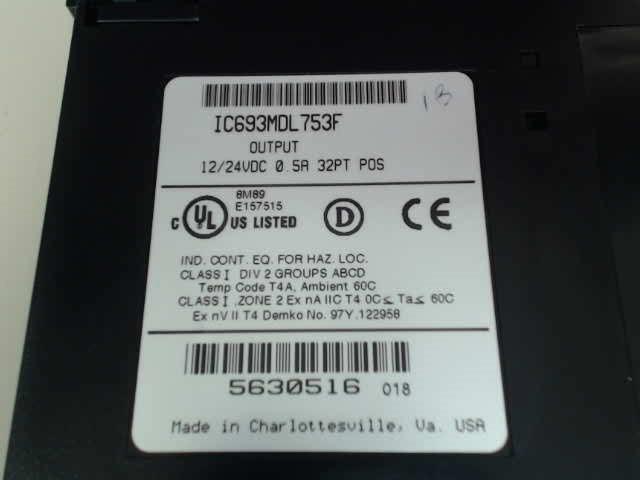 13
IC693MDL753F
OUTPUT
12/24VDC 0.5A 32PT POS
8M89
E157515
C UL US LISTED
D
CE
IND. CONT. EQ. FOR HAZ. LOC.
CLASS I DIV 2 GROUPS ABCD
Temp Code T4A, Ambient 60C
CLASS I ,ZONE 2 Ex nA IIC T4 0C≤ Ta≤ 60C
Ex nV II T4 Demko No. 97Y.122958
5630516 018
Made in Charlottesville, Va. USA